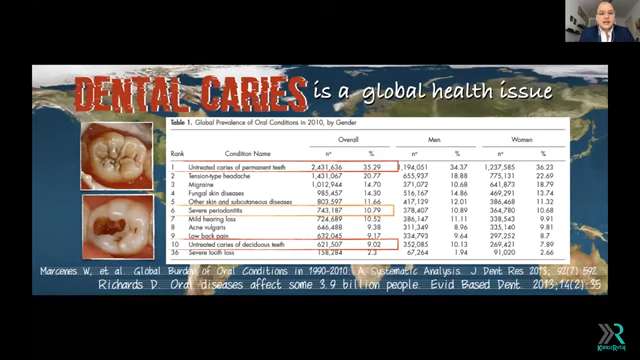 DENTAL CARIES is a global health issue
Table 1. Global Prevalence of Oral Conditions in 2010, by Gender
Overall Men Women
Rank Condition Name nᵃ % nᵃ % nᵃ %
1 Untreated caries of permanent teeth 2,431,636 35.29 1,194,051 34.37 1,237,585 36.23
2 Tension-type headache 1,431,067 20.77 655,937 18.88 775,131 22.69
3 Migraine 1,012,944 14.70 371,072 10.68 641,873 18.79
4 Fungal skin diseases 985,457 14.30 516,167 14.86 469,291 13.74
5 Other skin and subcutaneous diseases 803,597 11.66 417,129 12.01 386,468 11.32
6 Severe periodontitis 743,187 10.79 378,407 10.89 364,780 10.68
7 Mild hearing loss 724,689 10.52 386,147 11.11 338,543 9.91
8 Acne vulgaris 646,488 9.38 311,349 8.96 335,140 9.81
9 Low back pain 632,045 9.17 334,793 9.64 297,252 8.7
10 Untreated caries of deciduous teeth 621,507 9.02 352,085 10.13 269,421 7.89
36 Severe tooth loss 158,284 2.3 67,264 1.94 91,020 2.66
Marcenes W, et al. Global Burden of Oral Conditions in 1990-2010: A Systematic Analysis. J Dent Res 2013; 92(7) 592
Richards D. Oral diseases affect some 3.9 billion people. Evid Based Dent. 2013;14(2):35